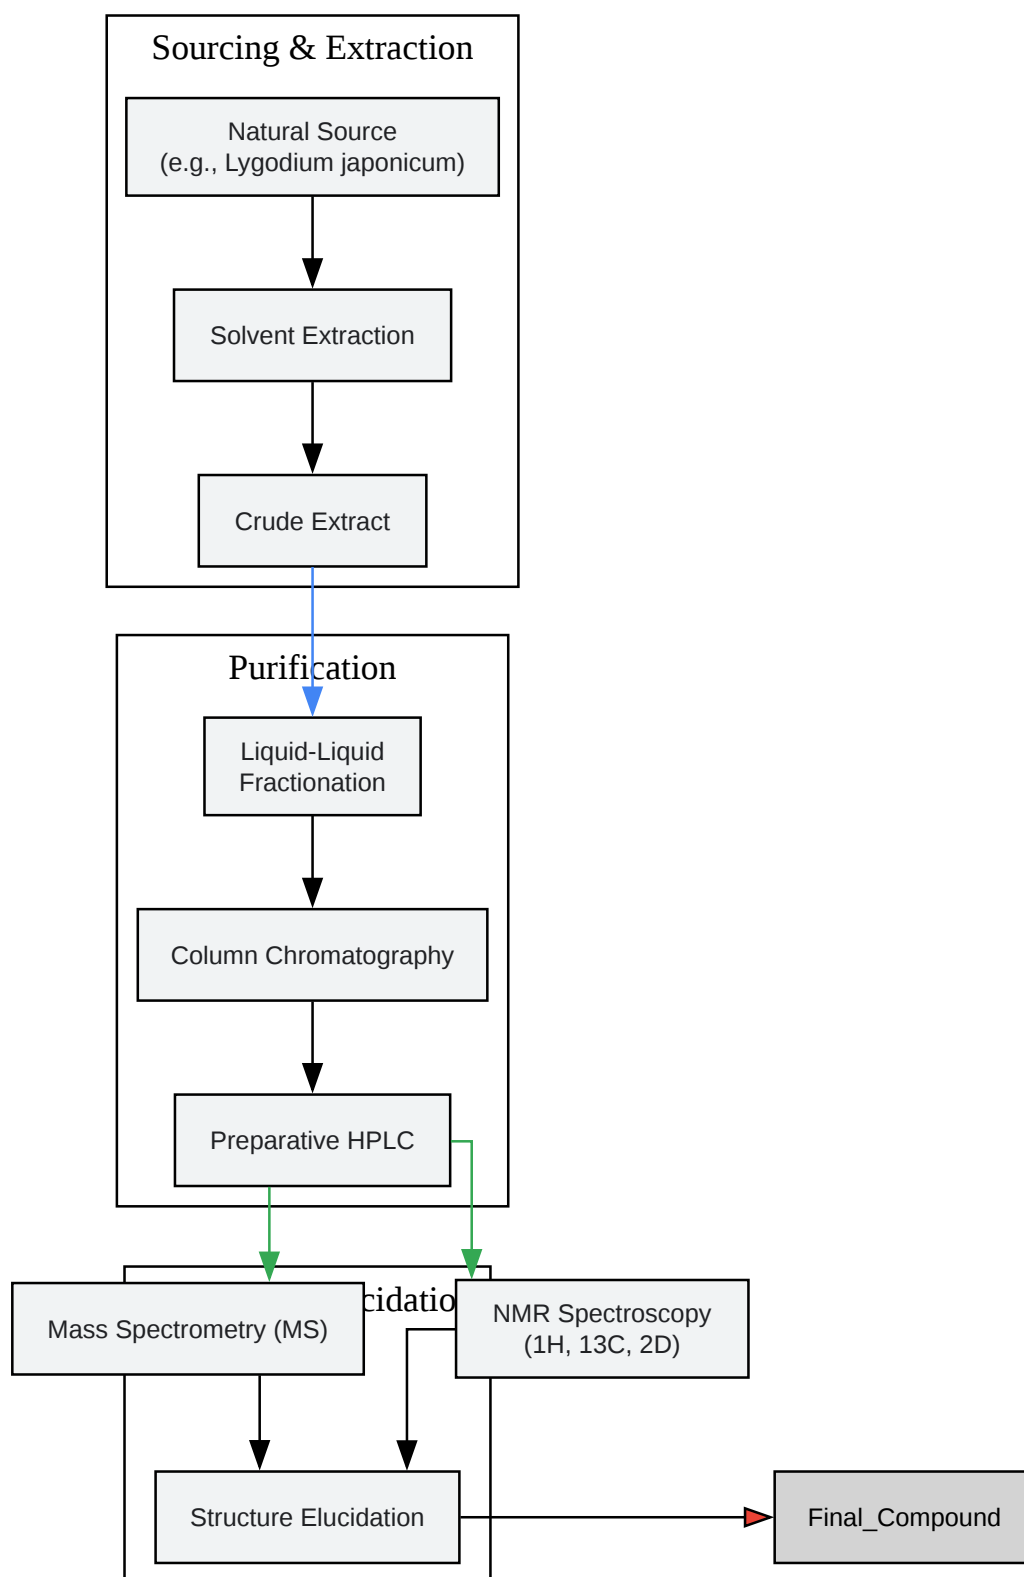 Sourcing & Extraction
Natural Source
(e.g., Lygodium japonicum)
Solvent Extraction
Crude Extract
Purification
Liquid-Liquid
Fractionation
Column Chromatography
Preparative HPLC
Mass Spectrometry (MS)
NMR Spectroscopy
(1H, 13C, 2D)
Structure Elucidation
Final_Compound